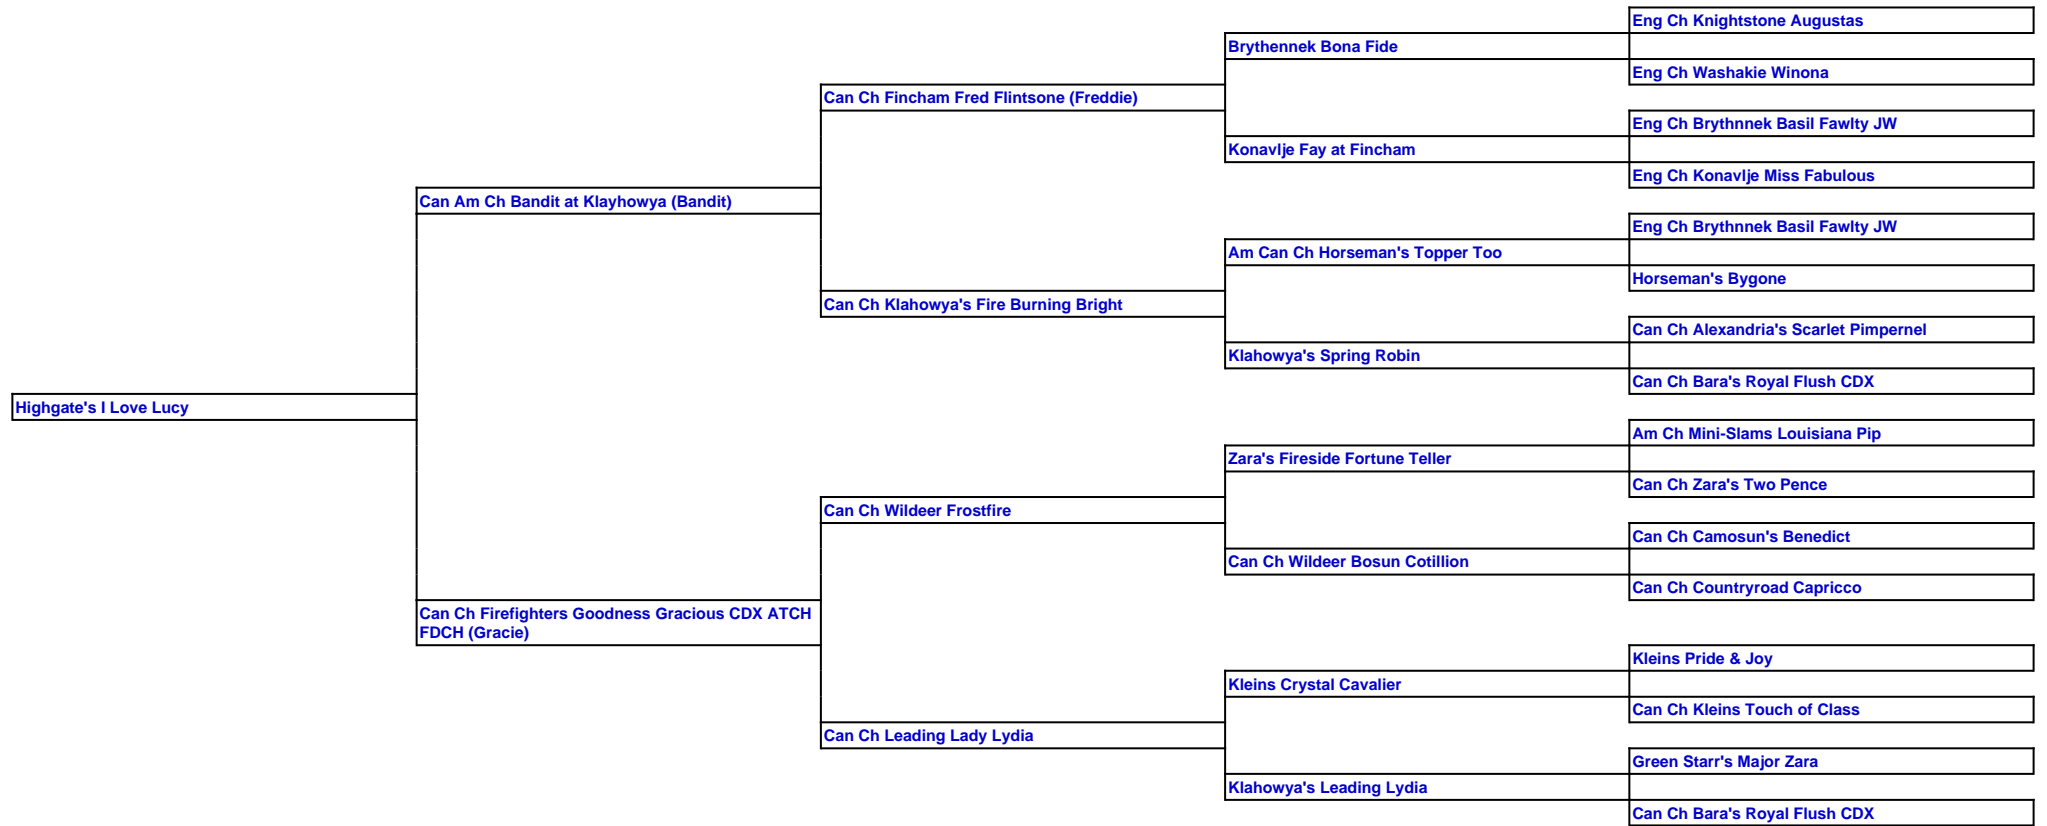 Eng Ch Knightstone Augustas
Brythennek Bona Fide
Eng Ch Washakie Winona
Can Ch Fincham Fred Flintsone (Freddie)
Eng Ch Brythnnek Basil Fawlty JW
Konavlje Fay at Fincham
Eng Ch Konavlje Miss Fabulous
Can Am Ch Bandit at Klayhowya (Bandit)
Eng Ch Brythnnek Basil Fawlty JW
Am Can Ch Horseman's Topper Too
Horseman's Bygone
Can Ch Klahowya's Fire Burning Bright
Can Ch Alexandria's Scarlet Pimpernel
Klahowya's Spring Robin
Can Ch Bara's Royal Flush CDX
Highgate's I Love Lucy
Am Ch Mini-Slams Louisiana Pip
Zara's Fireside Fortune Teller
Can Ch Zara's Two Pence
Can Ch Wildeer Frostfire
Can Ch Camosun's Benedict
Can Ch Wildeer Bosun Cotillion
Can Ch Countryroad Capricco
Can Ch Firefighters Goodness Gracious CDX ATCH
FDCH (Gracie)
Kleins Pride & Joy
Kleins Crystal Cavalier
Can Ch Kleins Touch of Class
Can Ch Leading Lady Lydia
Green Starr's Major Zara
Klahowya's Leading Lydia
Can Ch Bara's Royal Flush CDX